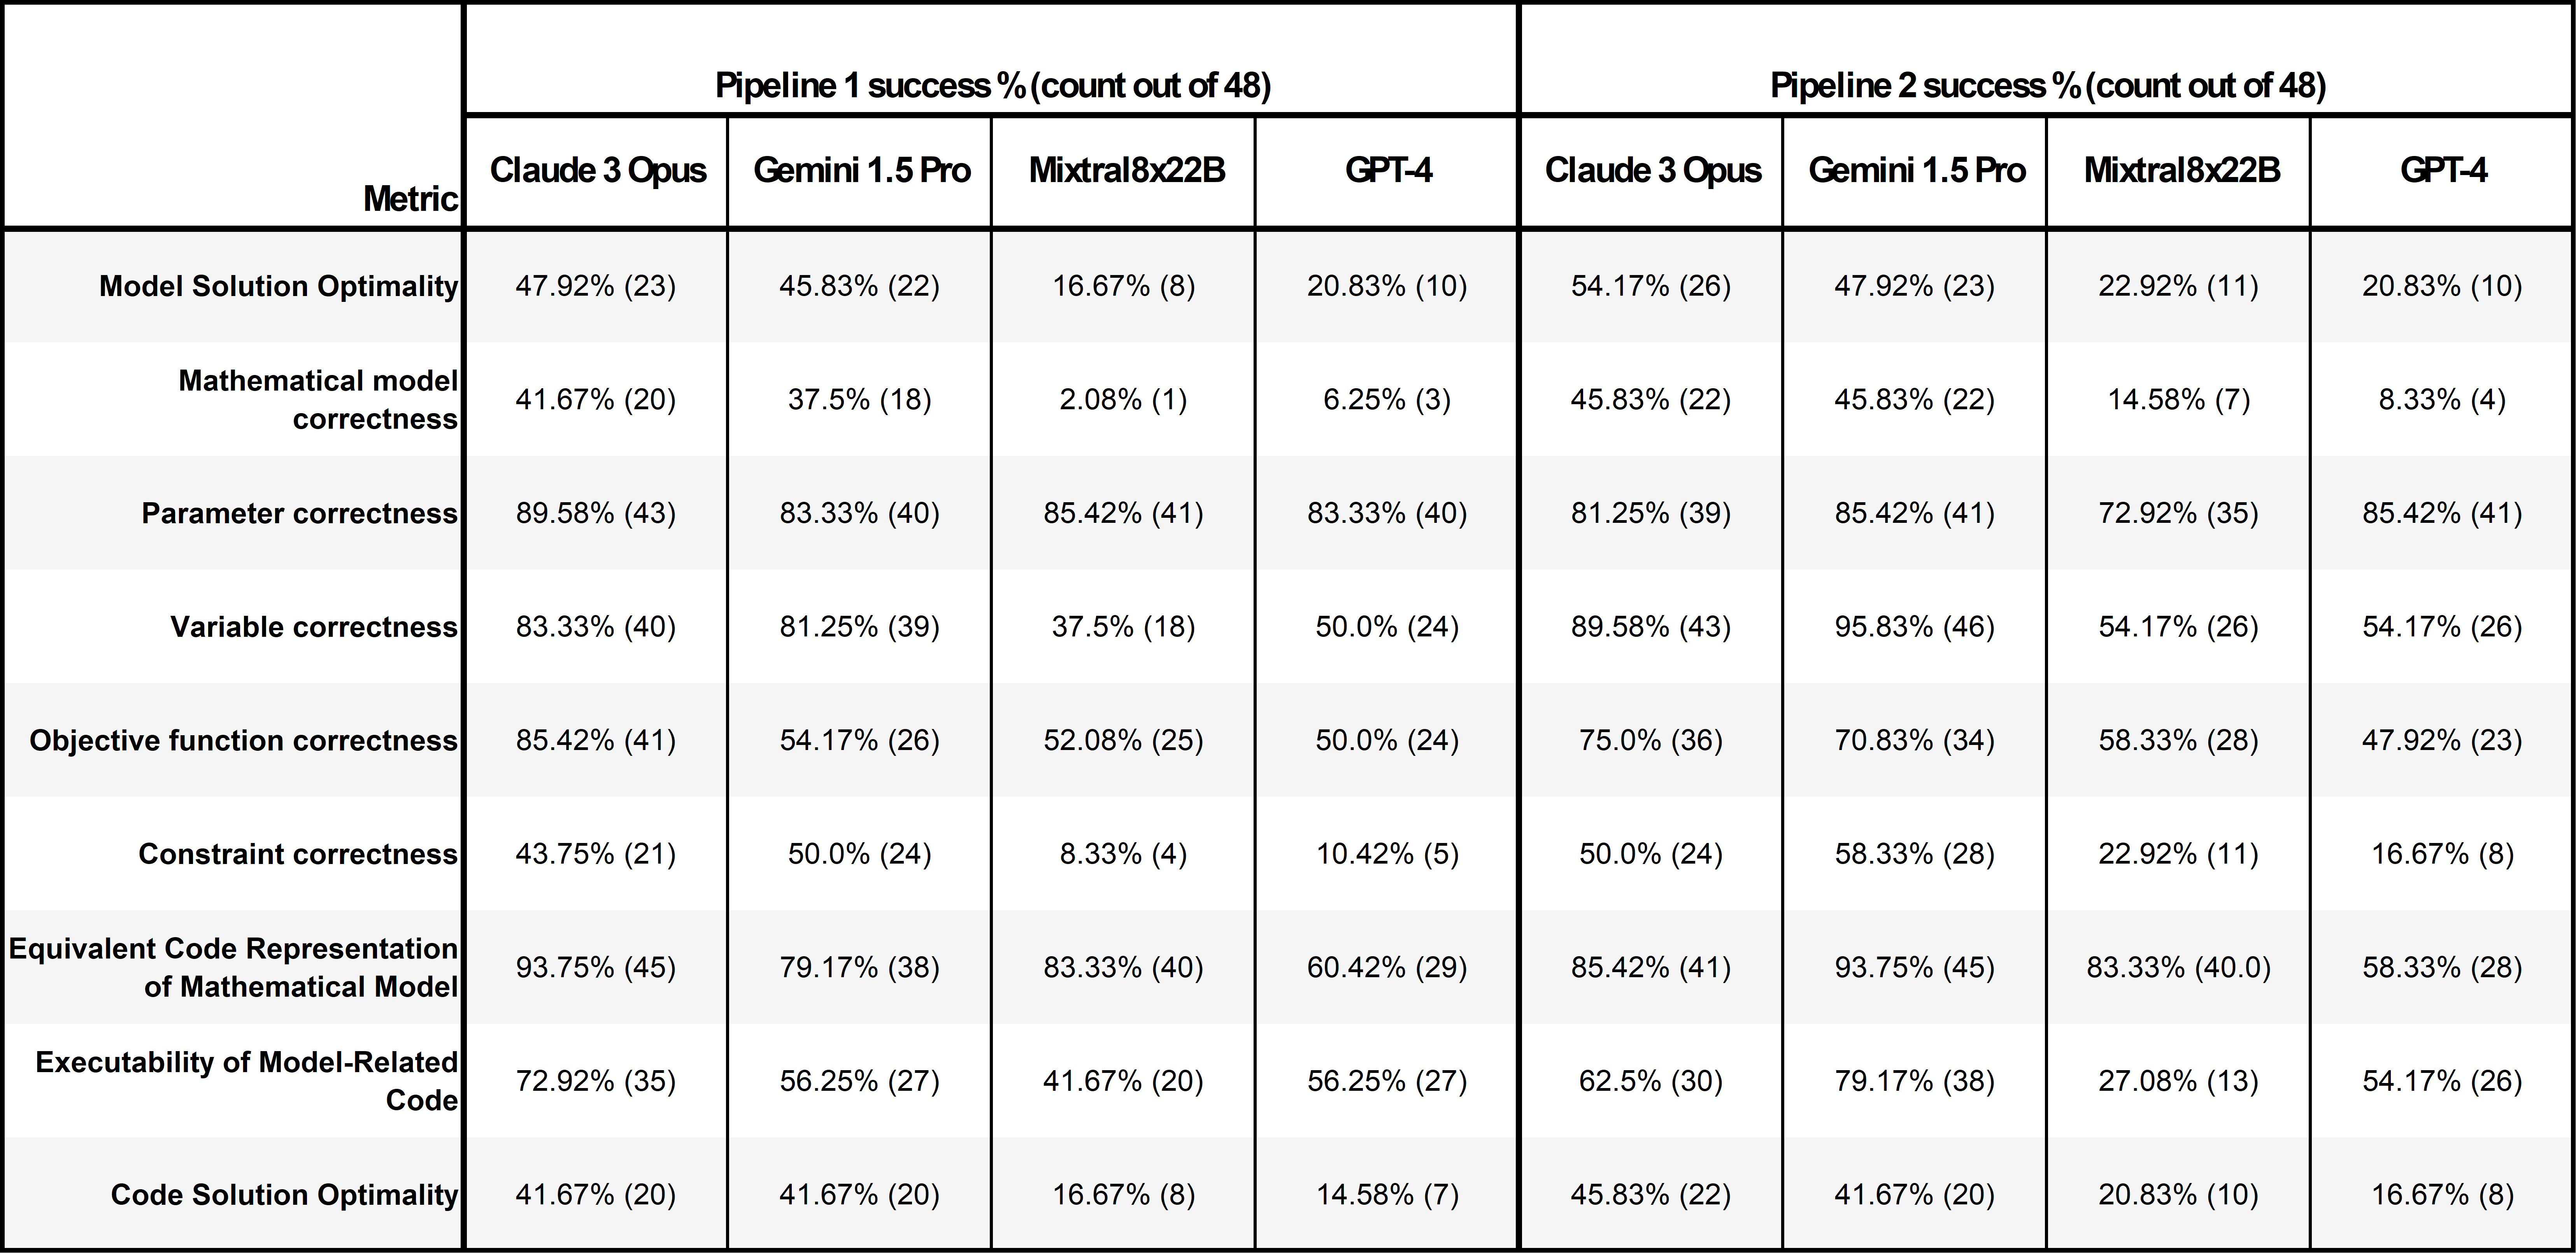 Pipeline 1 success % (count out of 48) Pipeline 2 success % (count out of 48)
Metric Claude 3 Opus Gemini 1.5 Pro Mixtral8x22B GPT-4 Claude 3 Opus Gemini 1.5 Pro Mixtral8x22B GPT-4
Model Solution Optimality 47.92% (23) 45.83% (22) 16.67% (8) 20.83% (10) 54.17% (26) 47.92% (23) 22.92% (11) 20.83% (10)
Mathematical model
correctness 41.67% (20) 37.5% (18) 2.08% (1) 6.25% (3) 45.83% (22) 45.83% (22) 14.58% (7) 8.33% (4)
Parameter correctness 89.58% (43) 83.33% (40) 85.42% (41) 83.33% (40) 81.25% (39) 85.42% (41) 72.92% (35) 85.42% (41)
Variable correctness 83.33% (40) 81.25% (39) 37.5% (18) 50.0% (24) 89.58% (43) 95.83% (46) 54.17% (26) 54.17% (26)
Objective function correctness 85.42% (41) 54.17% (26) 52.08% (25) 50.0% (24) 75.0% (36) 70.83% (34) 58.33% (28) 47.92% (23)
Constraint correctness 43.75% (21) 50.0% (24) 8.33% (4) 10.42% (5) 50.0% (24) 58.33% (28) 22.92% (11) 16.67% (8)
Equivalent Code Representation
of Mathematical Model 93.75% (45) 79.17% (38) 83.33% (40) 60.42% (29) 85.42% (41) 93.75% (45) 83.33% (40.0) 58.33% (28)
Executability of Model-Related
Code 72.92% (35) 56.25% (27) 41.67% (20) 56.25% (27) 62.5% (30) 79.17% (38) 27.08% (13) 54.17% (26)
Code Solution Optimality 41.67% (20) 41.67% (20) 16.67% (8) 14.58% (7) 45.83% (22) 41.67% (20) 20.83% (10) 16.67% (8)